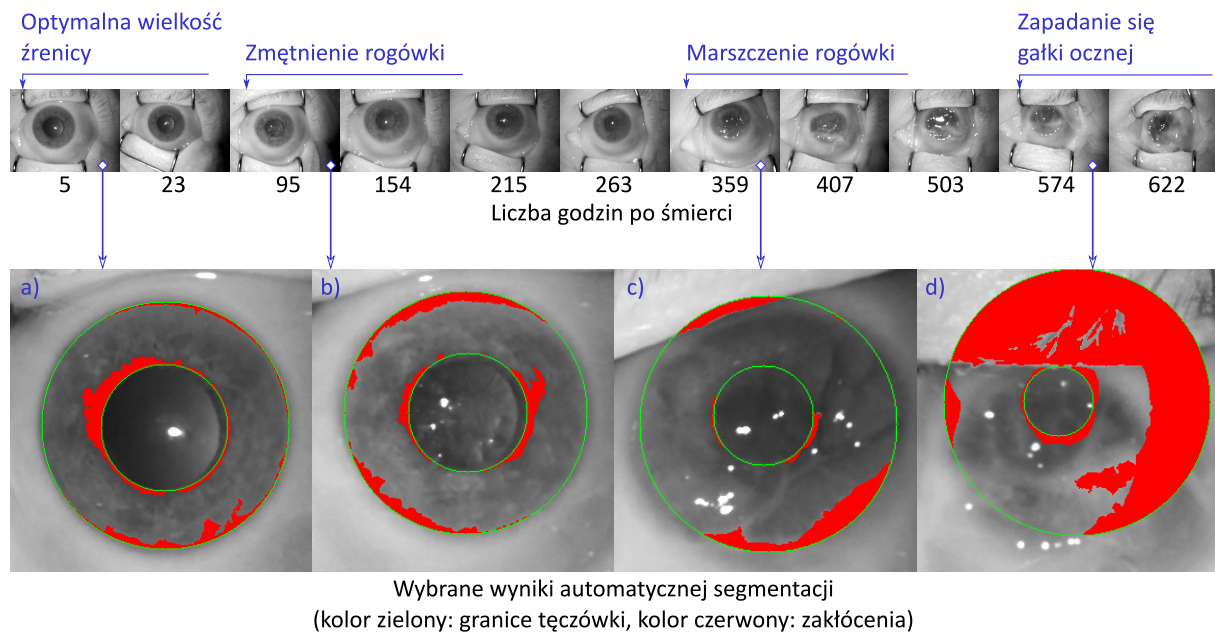 Optymalna wielkość
źrenicy
Zmętnienie rogówki
Marszczenie rogówki
Zapadanie się
gałki ocznej
5 23 95 154 215 263 359 407 503 574 622
Liczba godzin po śmierci
a) b) c) d)
Wybrane wyniki automatycznej segmentacji
(kolor zielony: granice tęczówki, kolor czerwony: zakłócenia)